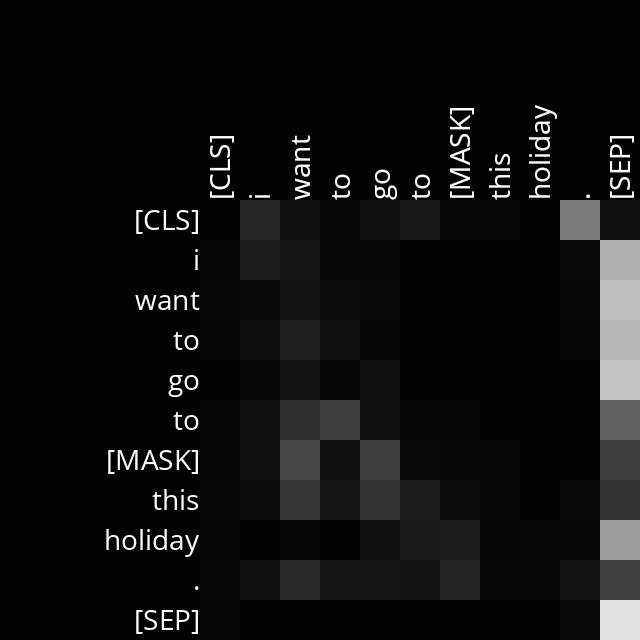 [CLS] i want to go to [MASK] this holiday . [SEP]
[CLS]
i
want
to
go
to
[MASK]
this
holiday
.
[SEP]